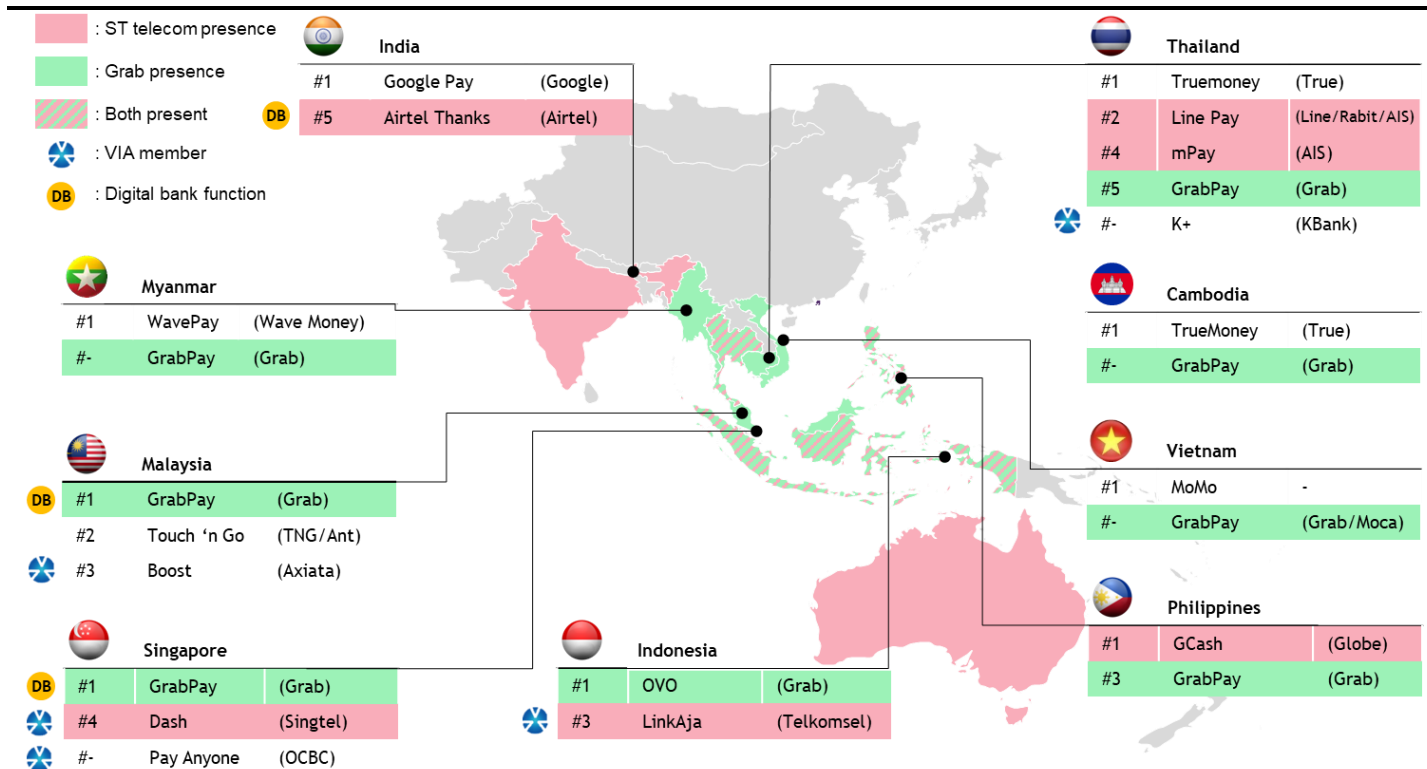 : ST telecom presence
: Grab presence
: Both present
: VIA member
DB : Digital bank function
India
#1 Google Pay (Google)
DB #5 Airtel Thanks (Airtel)
Thailand
#1 Truemoney (True)
#2 Line Pay (Line/Rabit/AIS)
#4 mPay (AIS)
#5 GrabPay (Grab)
#- K+ (KBank)
Myanmar
#1 WavePay (Wave Money)
#- GrabPay (Grab)
Cambodia
#1 TrueMoney (True)
#- GrabPay (Grab)
Malaysia
DB #1 GrabPay (Grab)
#2 Touch ‘n Go (TNG/Ant)
#3 Boost (Axiata)
Vietnam
#1 MoMo -
#- GrabPay (Grab/Moca)
Singapore
DB #1 GrabPay (Grab)
#4 Dash (Singtel)
#- Pay Anyone (OCBC)
Indonesia
#1 OVO (Grab)
#3 LinkAja (Telkomsel)
Philippines
#1 GCash (Globe)
#3 GrabPay (Grab)